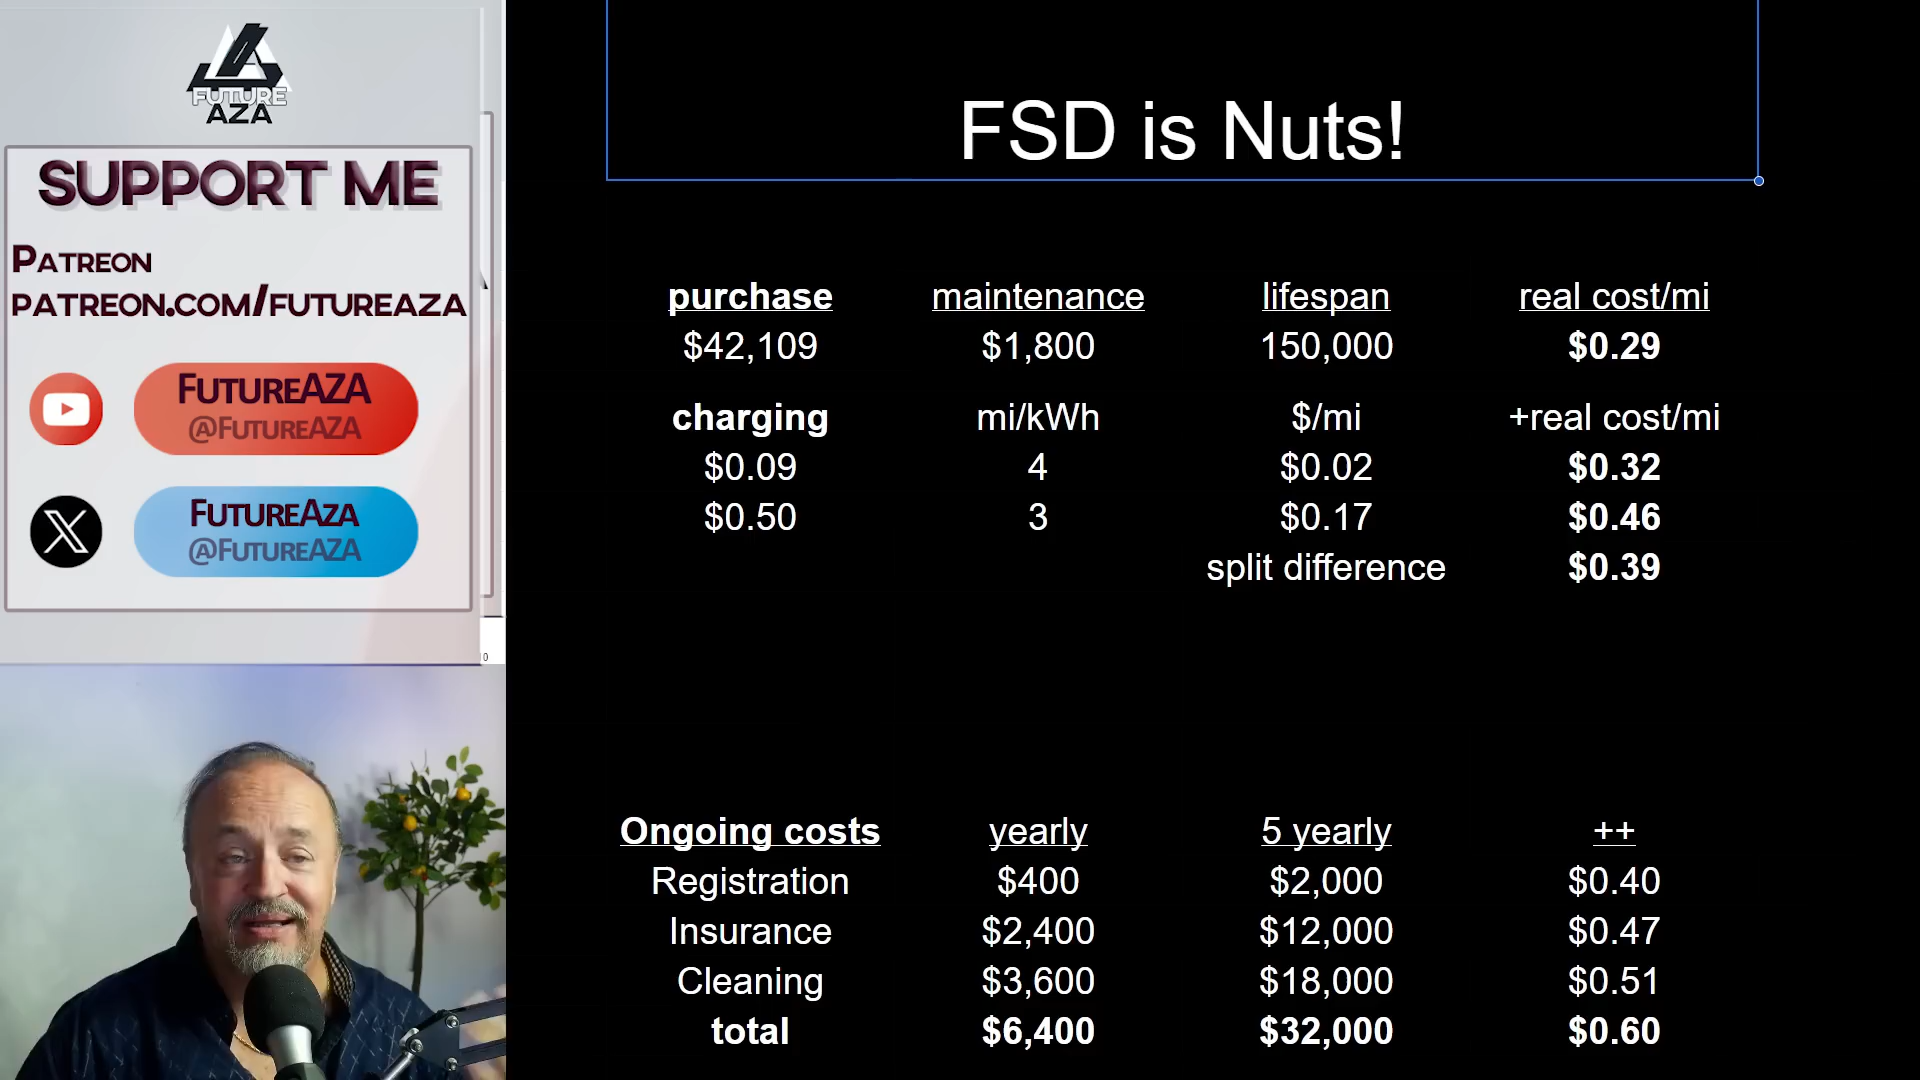 FUTURE
AZA
SUPPORT ME
PATREON
PATREON.COM/FUTUREAZA
FUTUREAZA
@FUTUREAZA
FUTUREAZA
@FUTUREAZA
FSD is Nuts!
purchase maintenance lifespan real cost/mi
$42,109 $1,800 150,000 $0.29
charging mi/kWh $/mi +real cost/mi
$0.09 4 $0.02 $0.32
$0.50 3 $0.17 $0.46
split difference $0.39
Ongoing costs yearly 5 yearly ++
Registration $400 $2,000 $0.40
Insurance $2,400 $12,000 $0.47
Cleaning $3,600 $18,000 $0.51
total $6,400 $32,000 $0.60